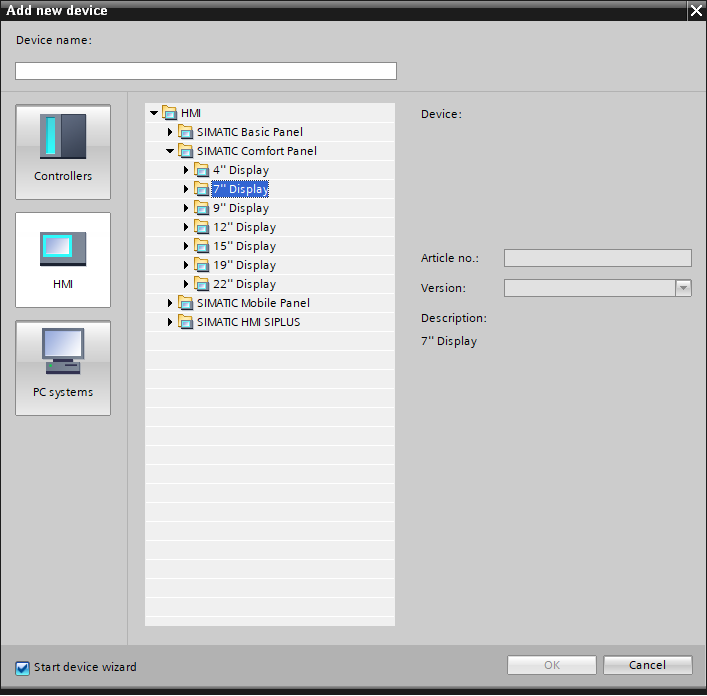 Add new device
Device name:
Controllers
HMI
PC systems
HMI
SIMATIC Basic Panel
SIMATIC Comfort Panel
4'' Display
7'' Display
9'' Display
12'' Display
15'' Display
19'' Display
22'' Display
SIMATIC Mobile Panel
SIMATIC HMI SIPLUS
Device:
Article no.:
Version:
Description:
7'' Display
Start device wizard
OK
Cancel